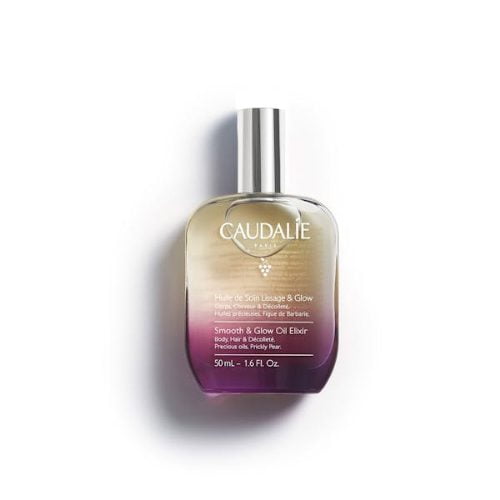 CAUDALÍE
PARIS
Huile de Soin Lissage & Glow
Corps, Cheveux & Décolleté,
Huiles précieuses, Figue de Barbarie.
Smooth & Glow Oil Elixir
Body, Hair & Décolleté,
Precious oils, Prickly Pear.
50 mL - 1.6 Fl. Oz.